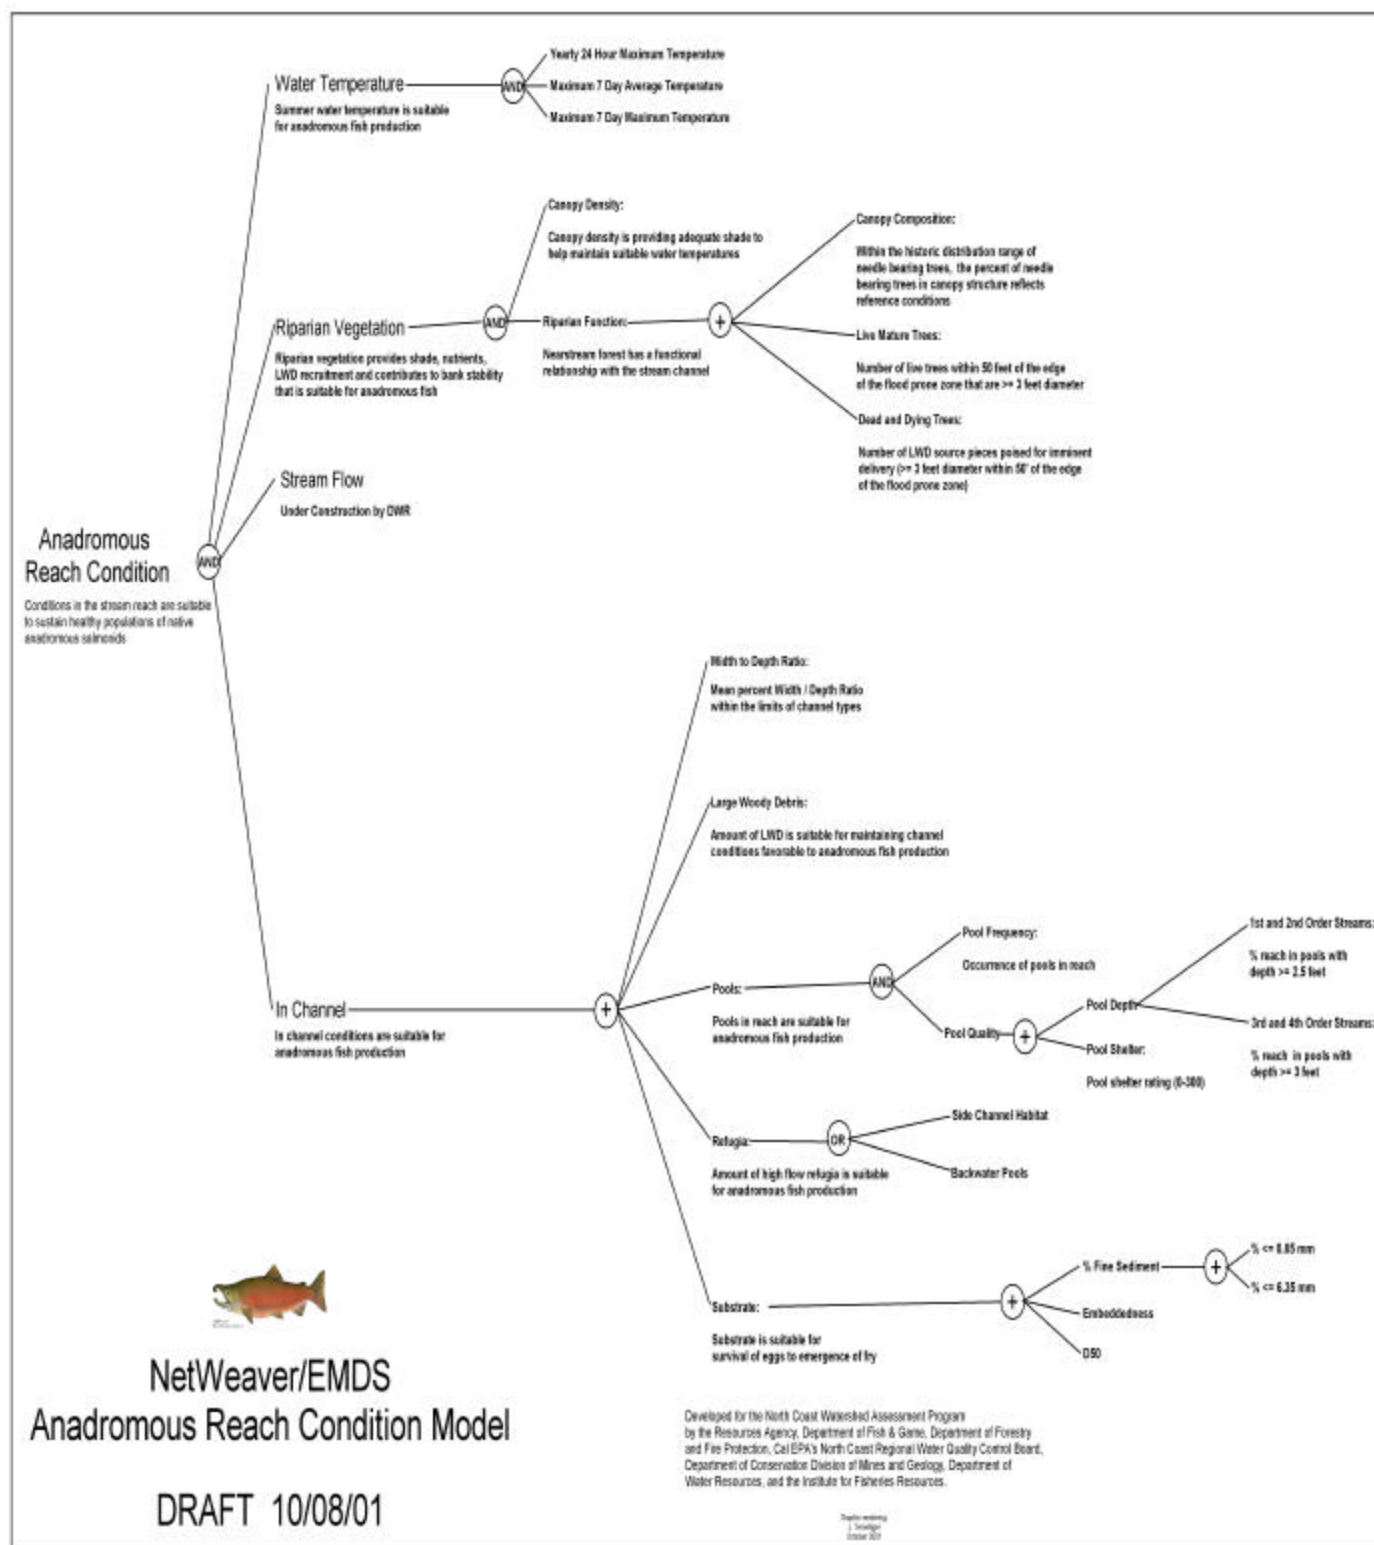 Yearly 24 Hour Maximum Temperature
Water Temperature
AND
Maximum 7 Day Average Temperature
Summer water temperature is suitable
for anadromous fish production
Maximum 7 Day Maximum Temperature
Canopy Density:
Canopy density is providing adequate shade to
help maintain suitable water temperatures
Canopy Composition:
Within the historic distribution range of
needle bearing trees, the percent of needle
bearing trees in canopy structure reflects
reference conditions
Riparian Vegetation
AND
Riparian Function:
+
Live Mature Trees:
Riparian vegetation provides shade, nutrients,
LWD recruitment and contributes to bank stability
that is suitable for anadromous fish
Nearstream forest has a functional
relationship with the stream channel
Number of live trees within 50 feet of the edge
of the flood prone zone that are >= 3 feet diameter
Dead and Dying Trees:
Number of LWD source pieces poised for imminent
delivery (>= 3 feet diameter within 50' of the edge
of the flood prone zone)
Stream Flow
Under Construction by DWR
Anadromous
Reach Condition
AND
Conditions in the stream reach are suitable
to sustain healthy populations of native
anadromous salmonids
Width to Depth Ratio:
Mean percent Width / Depth Ratio
within the limits of channel types
Large Woody Debris:
Amount of LWD is suitable for maintaining channel
conditions favorable to anadromous fish production
In Channel
+
In channel conditions are suitable for
anadromous fish production
Pools:
AND
Pools in reach are suitable for
anadromous fish production
Pool Frequency:
Occurrence of pools in reach
Pool Quality
+
Pool Depth
1st and 2nd Order Streams:
% reach in pools with
depth >= 2.5 feet
3rd and 4th Order Streams:
% reach in pools with
depth >= 3 feet
Pool Shelter:
Pool shelter rating (0-300)
Refugia:
OR
Side Channel Habitat
Backwater Pools
Amount of high flow refugia is suitable
for anadromous fish production
Substrate:
+
Substrate is suitable for
survival of eggs to emergence of fry
% Fine Sediment
+
% <= 0.85 mm
% <= 6.35 mm
Embeddedness
D50
NetWeaver/EMDS
Anadromous Reach Condition Model
DRAFT 10/08/01
Developed for the North Coast Watershed Assessment Program
by the Resources Agency, Department of Fish & Game, Department of Forestry
and Fire Protection, Cal EPA's North Coast Regional Water Quality Control Board,
Department of Conservation Division of Mines and Geology, Department of
Water Resources, and the Institute for Fisheries Resources.